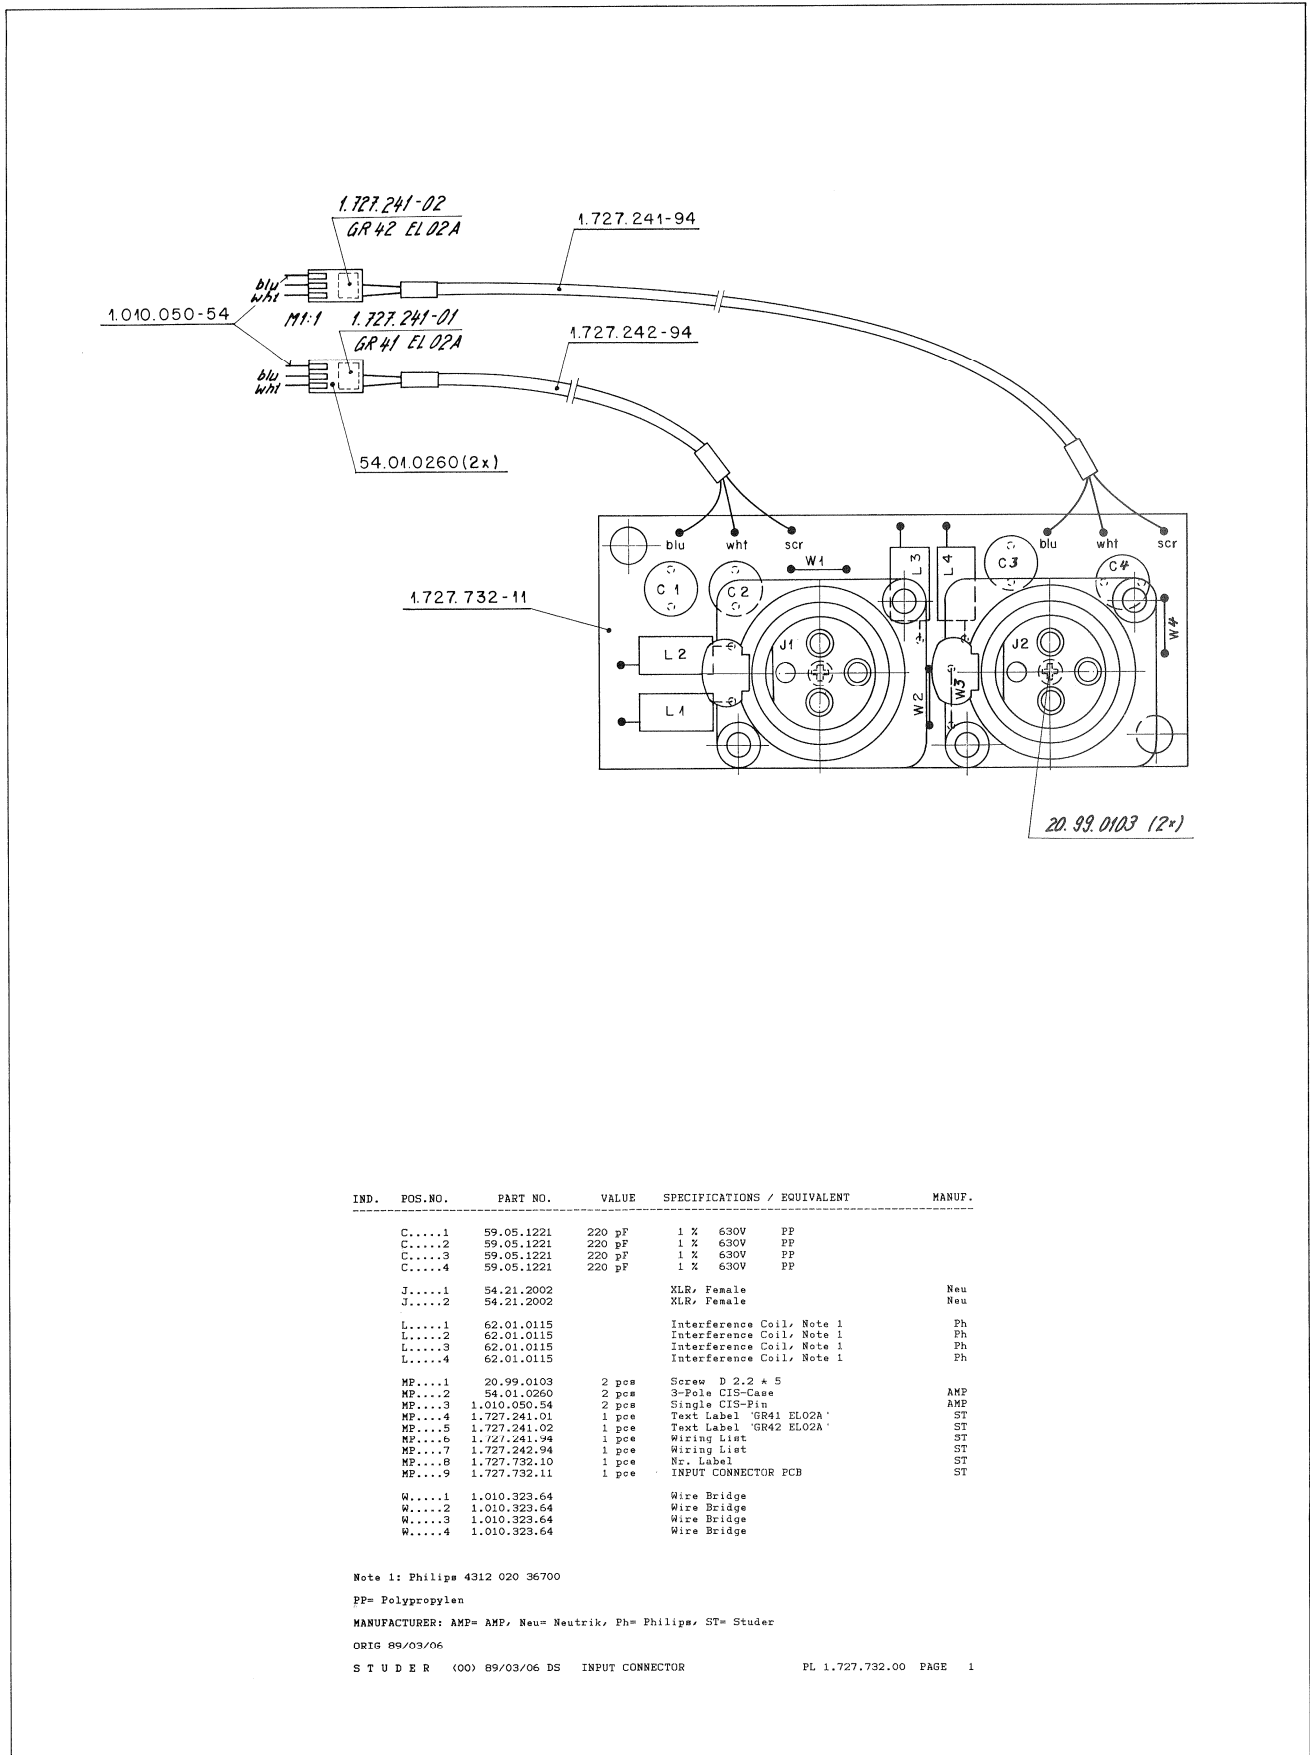 1.727.241-02
GR 42 EL 02A
1.727.241-94
blu
wht
1.010.050-54
M1:1
1.727.241-01
GR 41 EL 02A
1.727.242-94
blu
wht
54.01.0260(2x)
blu wht scr
blu wht scr
W1
L3
L4
C3
C4
C1
C2
1.727.732-11
W4
J1
J2
L2
W3
W2
L1
20.99.0103 (2x)
IND. POS.NO. PART NO. VALUE SPECIFICATIONS / EQUIVALENT MANUF.
C.....1 59.05.1221 220 pF 1 % 630V PP
C.....2 59.05.1221 220 pF 1 % 630V PP
C.....3 59.05.1221 220 pF 1 % 630V PP
C.....4 59.05.1221 220 pF 1 % 630V PP
J.....1 54.21.2002 XLR, Female Neu
J.....2 54.21.2002 XLR, Female Neu
L.....1 62.01.0115 Interference Coil, Note 1 Ph
L.....2 62.01.0115 Interference Coil, Note 1 Ph
L.....3 62.01.0115 Interference Coil, Note 1 Ph
L.....4 62.01.0115 Interference Coil, Note 1 Ph
MP....1 20.99.0103 2 pcs Screw D 2.2 * 5
MP....2 54.01.0260 2 pcs 3-Pole CIS-Case AMP
MP....3 1.010.050.54 2 pcs Single CIS-Pin AMP
MP....4 1.727.241.01 1 pce Text Label 'GR41 EL02A' ST
MP....5 1.727.241.02 1 pce Text Label 'GR42 EL02A' ST
MP....6 1.727.241.94 1 pce Wiring List ST
MP....7 1.727.242.94 1 pce Wiring List ST
MP....8 1.727.732.10 1 pce Nr. Label ST
MP....9 1.727.732.11 1 pce INPUT CONNECTOR PCB ST
W.....1 1.010.323.64 Wire Bridge
W.....2 1.010.323.64 Wire Bridge
W.....3 1.010.323.64 Wire Bridge
W.....4 1.010.323.64 Wire Bridge
Note 1: Philips 4312 020 36700
PP= Polypropylen
MANUFACTURER: AMP= AMP, Neu= Neutrik, Ph= Philips, ST= Studer
ORIG 89/03/06
S T U D E R (00) 89/03/06 DS INPUT CONNECTOR PL 1.727.732.00 PAGE 1